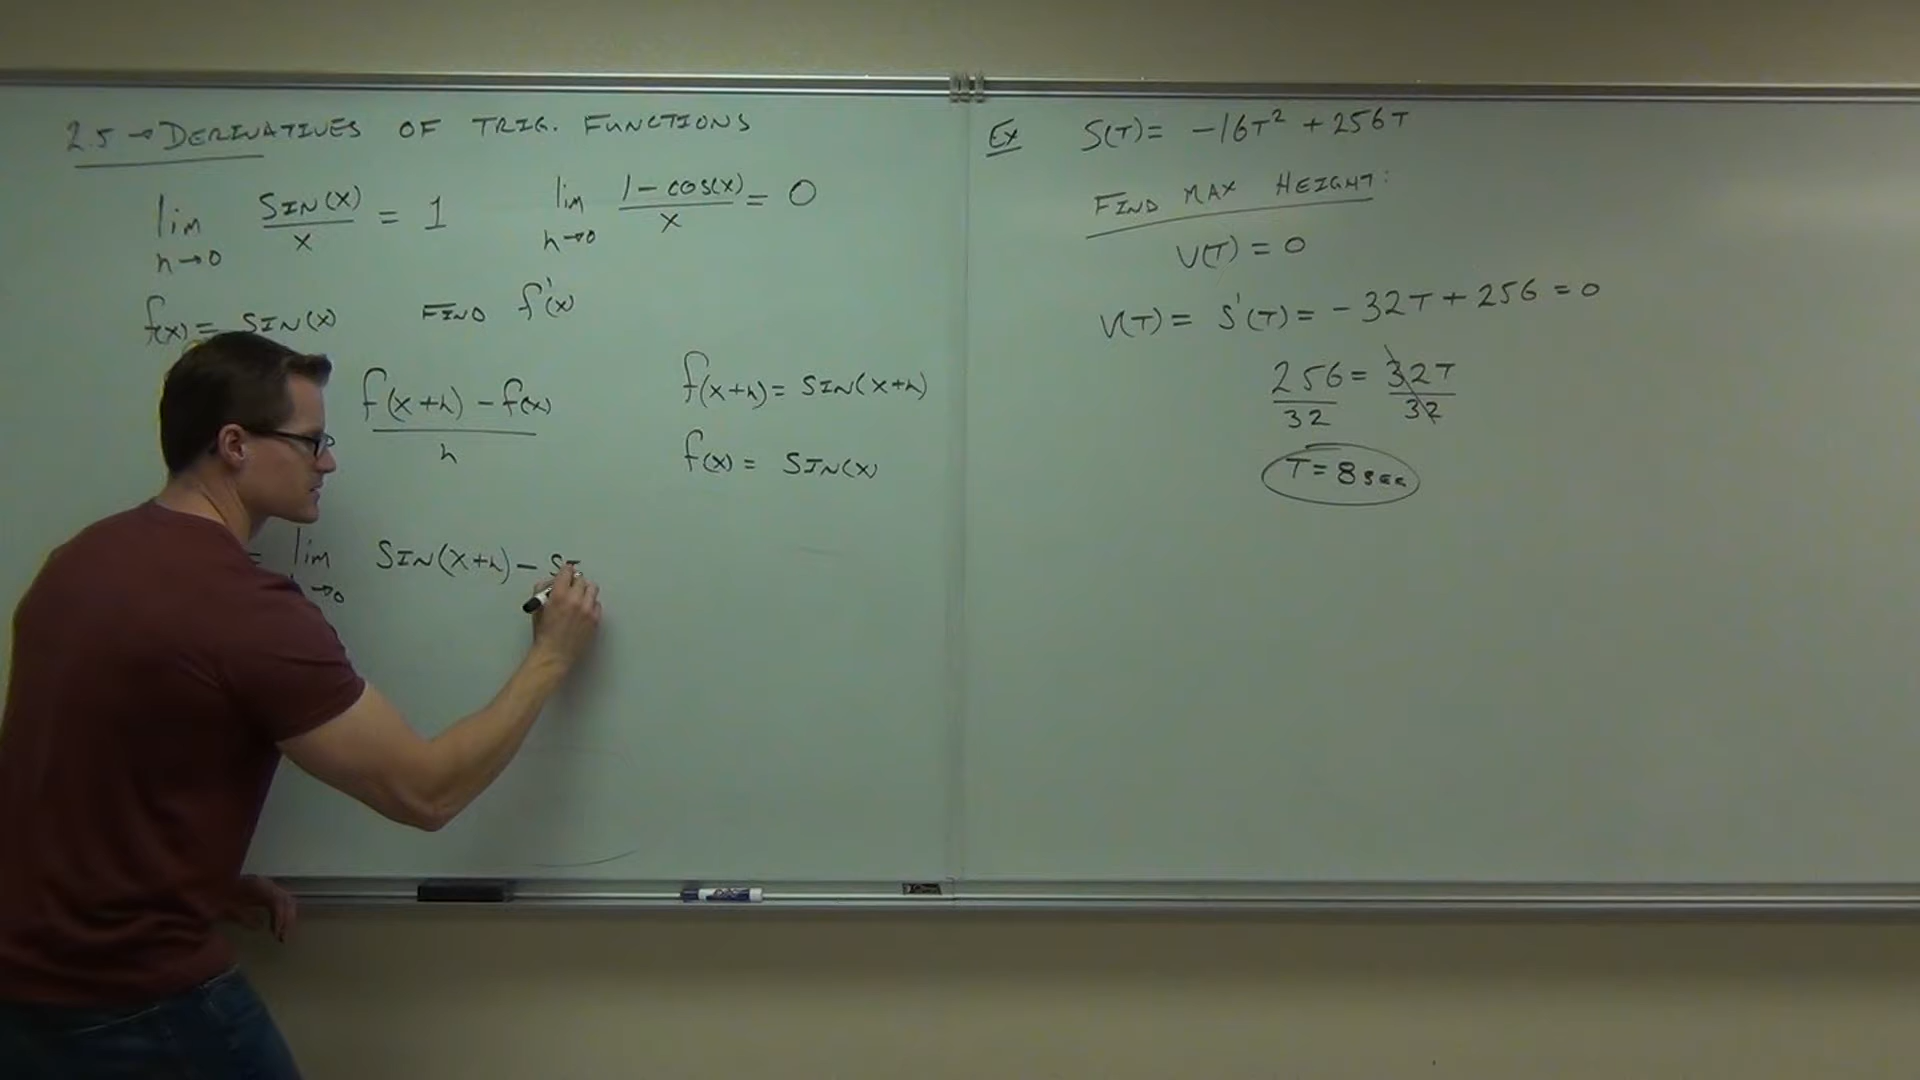 2.5 → DERIVATIVES OF TRIG. FUNCTIONS
lim h→0 SIN(x)/x = 1 lim h→0 1-cos(x)/x = 0
f(x) = SIN(x) FIND f'(x)
f(x+h) - f(x)/h
f(x+h) = SIN(x+h)
f(x) = SIN(x)
= lim →0 SIN(x+h) - SI
Ex S(T) = -16T² + 256T
FIND MAX HEIGHT:
V(T) = 0
V(T) = S'(T) = -32T + 256 = 0
256/32 = 32T/32
T = 8 sec